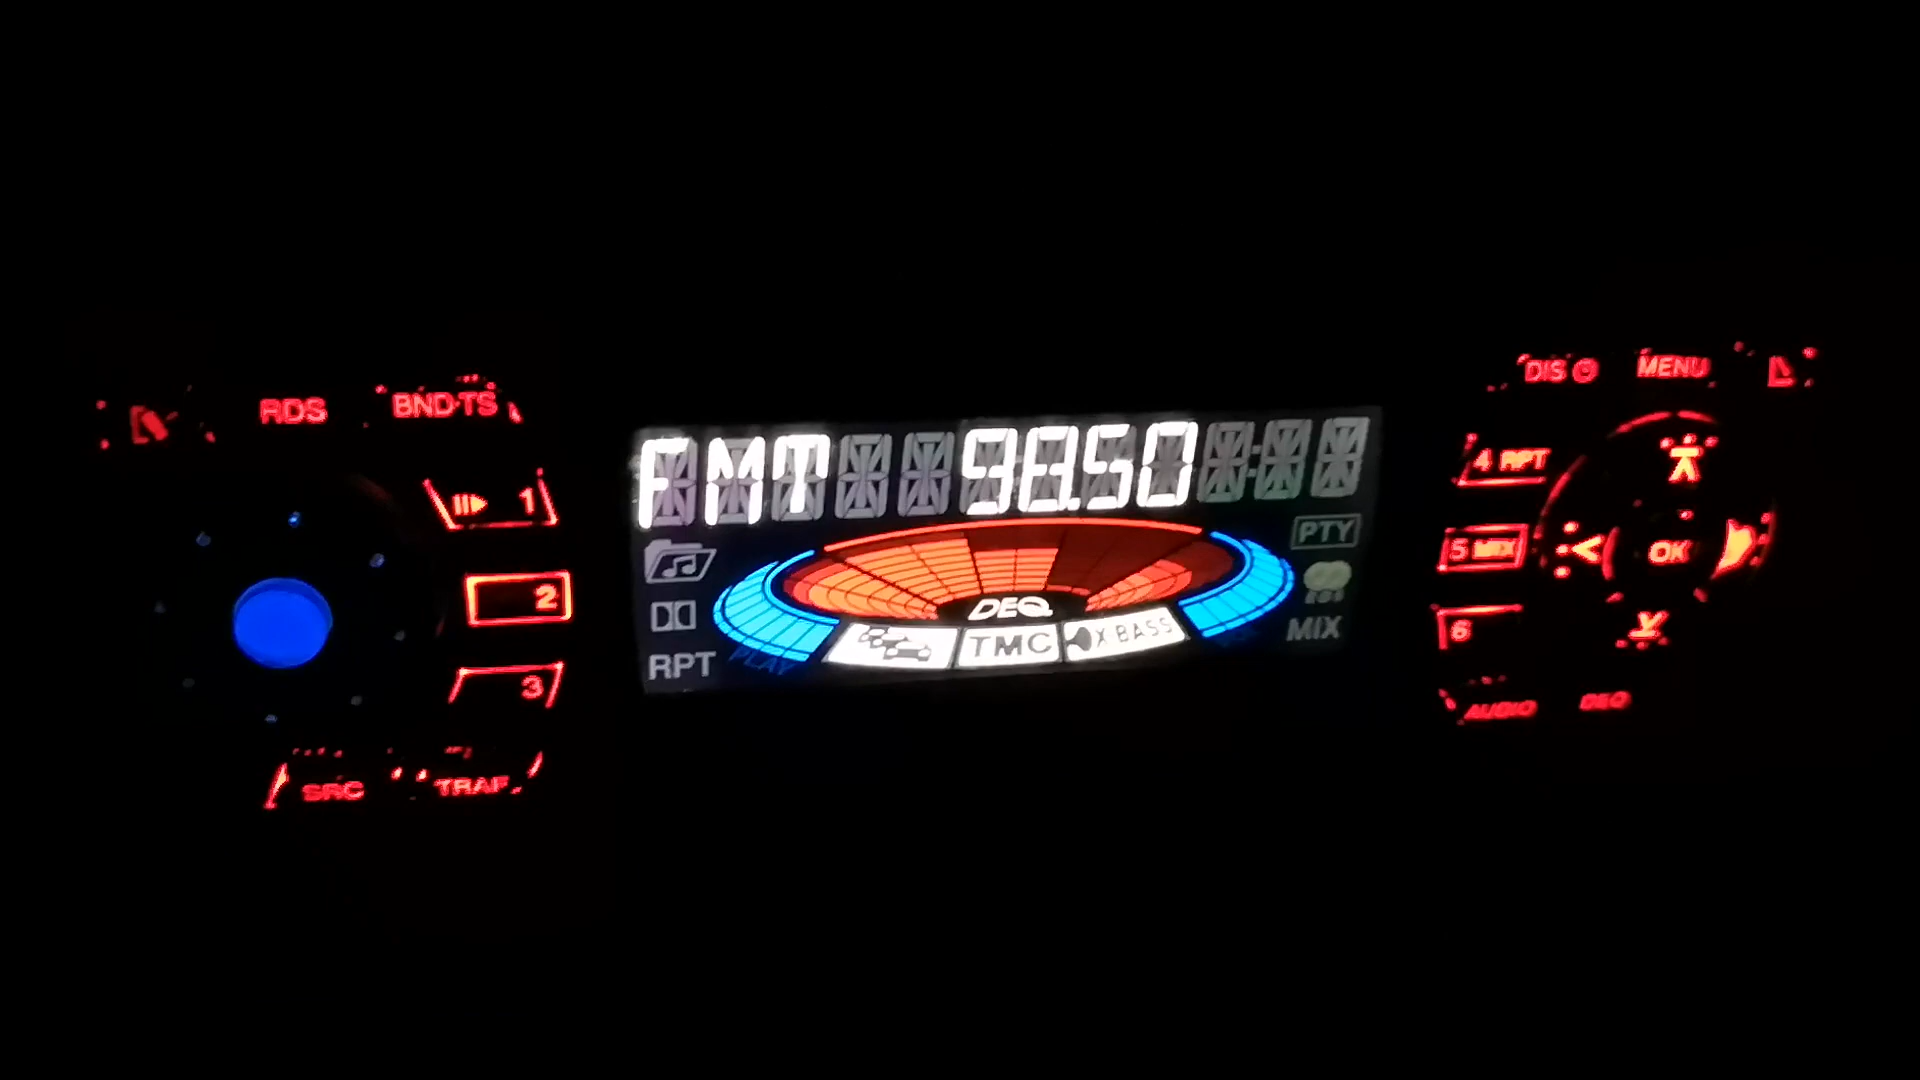 RDS BND·TS
1
2
3
SRC TRAF
FMT 98.50
RPT
PLAY
DEQ
TMC X-BASS
PTY
MIX
DIS MENU
4 RPT
5 MIX
6
OK
AUDIO DEQ